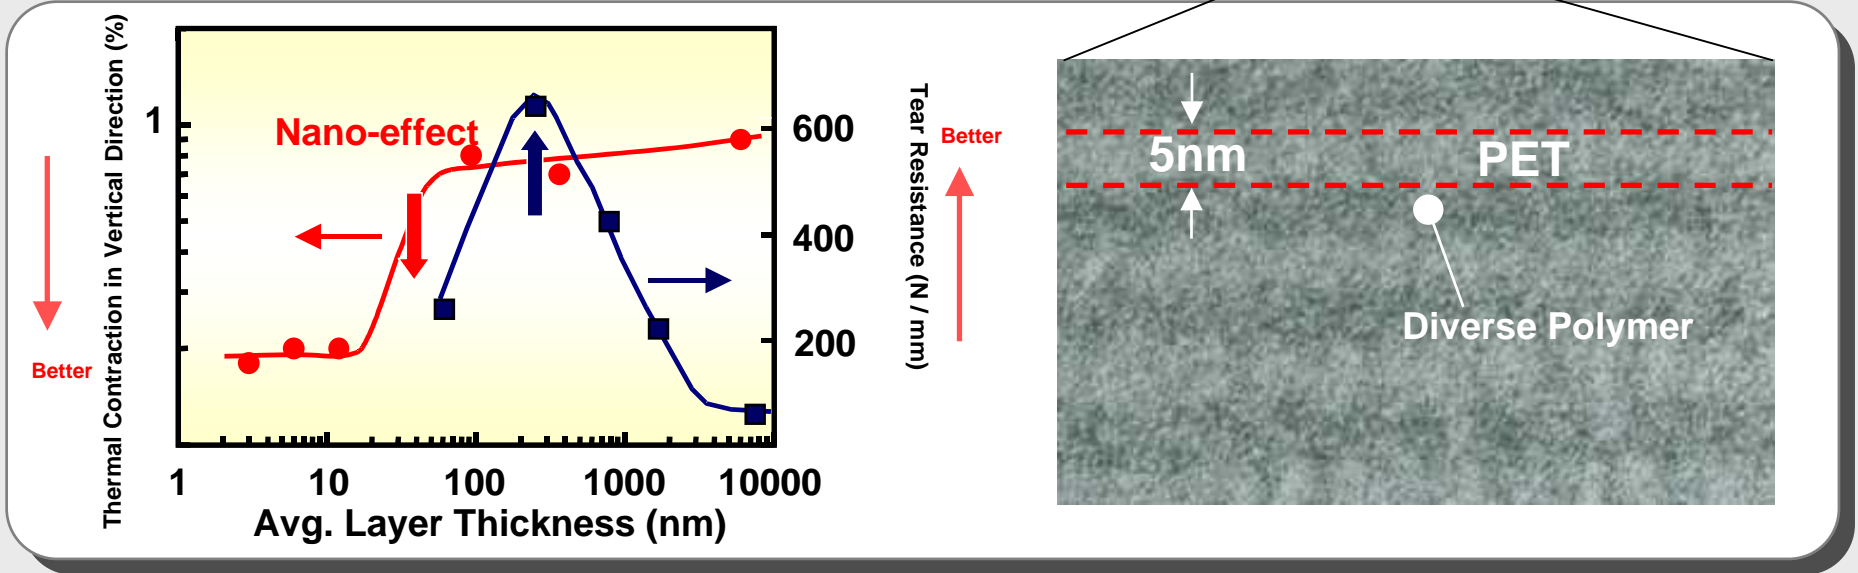 Thermal Contraction in Vertical Direction (%)
Better
1
Nano-effect
600
400
200
Tear Resistance (N / mm)
Better
1
10
100
1000
10000
Avg. Layer Thickness (nm)
5nm
PET
Diverse Polymer